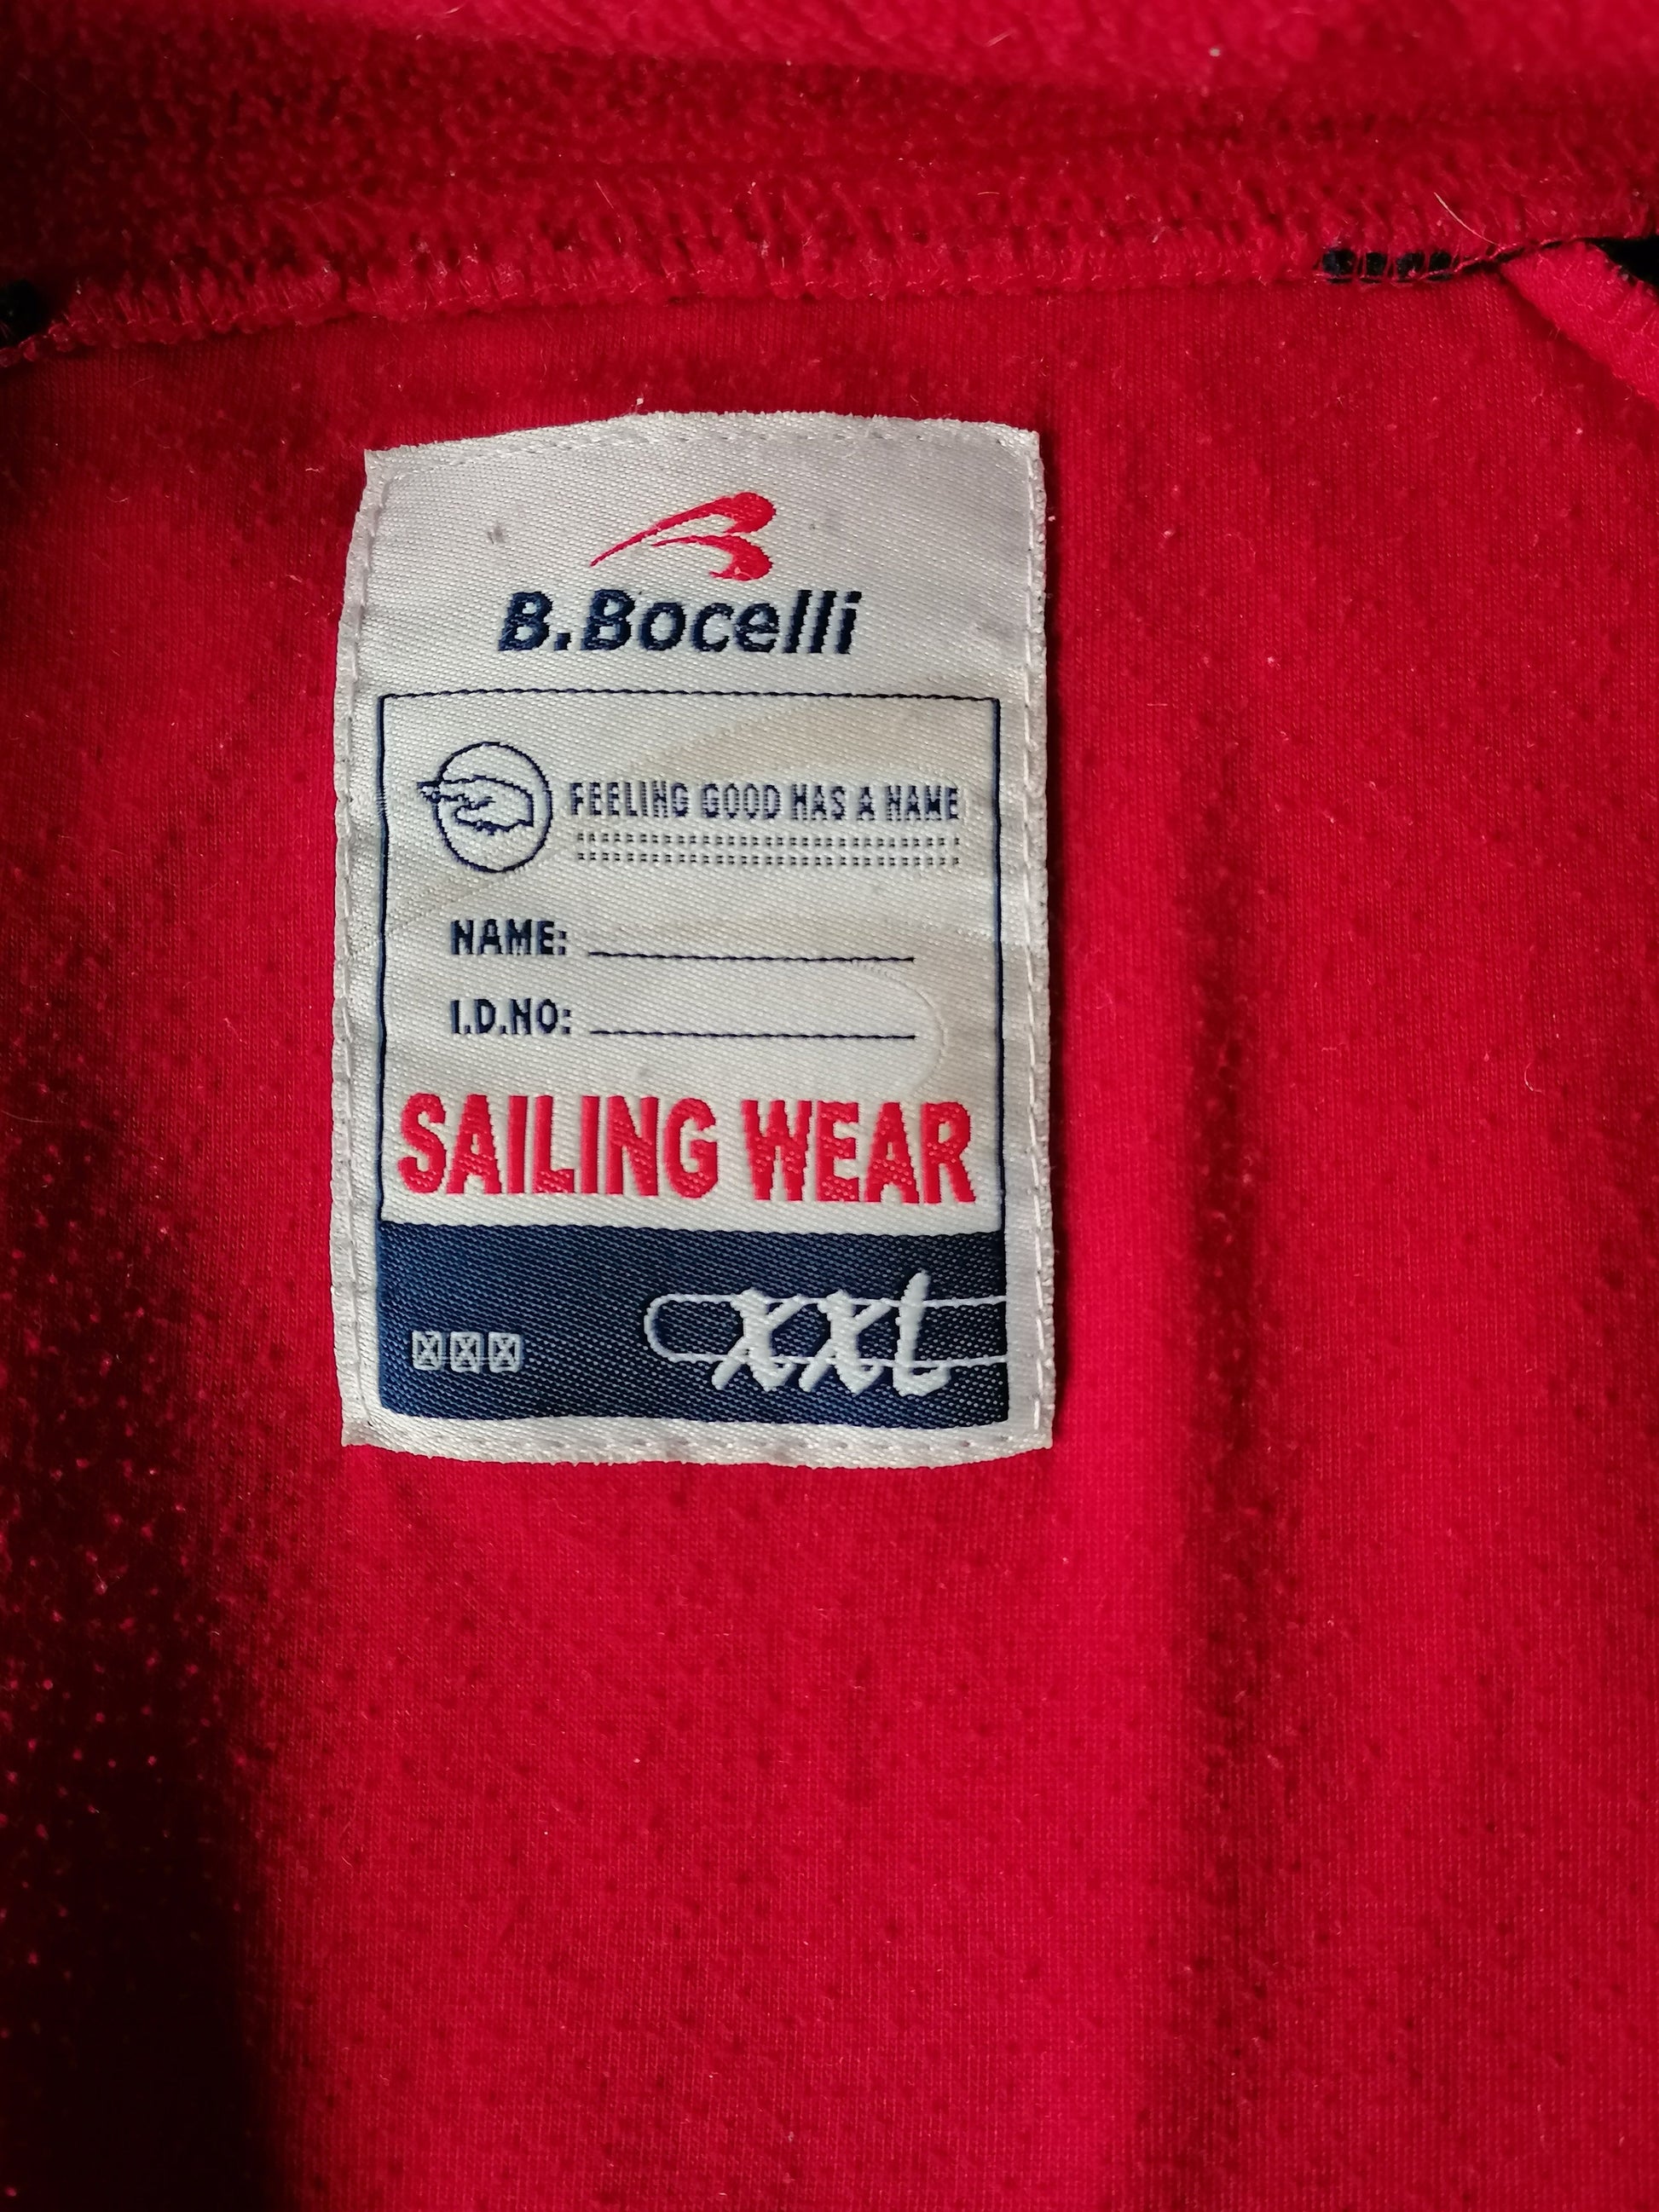 B.Bocelli
FEELING GOOD HAS A NAME
NAME:
I.D.NO:
SAILING WEAR
xxl